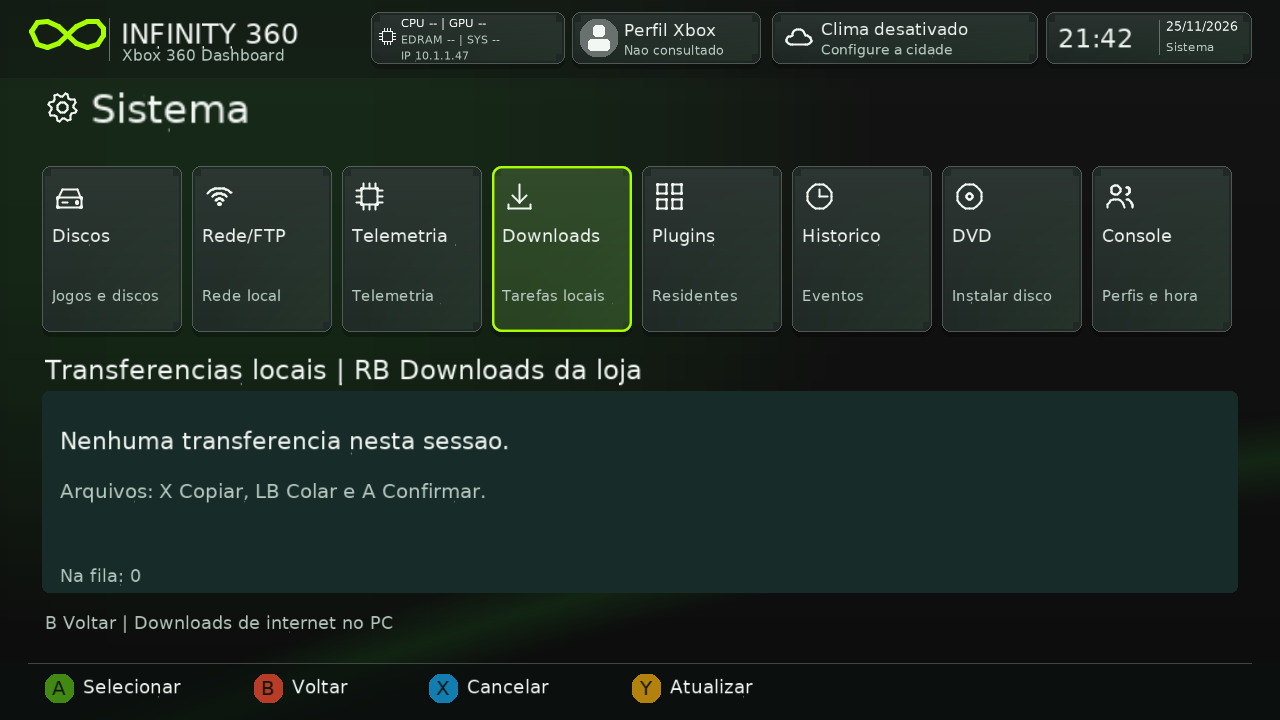 INFINITY 360
Xbox 360 Dashboard
CPU -- | GPU --
EDRAM -- | SYS --
IP 10.1.1.47
Perfil Xbox
Nao consultado
Clima desativado
Configure a cidade
21:42
25/11/2026
Sistema
Sistema
Discos
Jogos e discos
Rede/FTP
Rede local
Telemetria
Telemetria
Downloads
Tarefas locais
Plugins
Residentes
Historico
Eventos
DVD
Instalar disco
Console
Perfis e hora
Transferencias locais | RB Downloads da loja
Nenhuma transferencia nesta sessao.
Arquivos: X Copiar, LB Colar e A Confirmar.
Na fila: 0
B Voltar | Downloads de internet no PC
A Selecionar
B Voltar
X Cancelar
Y Atualizar